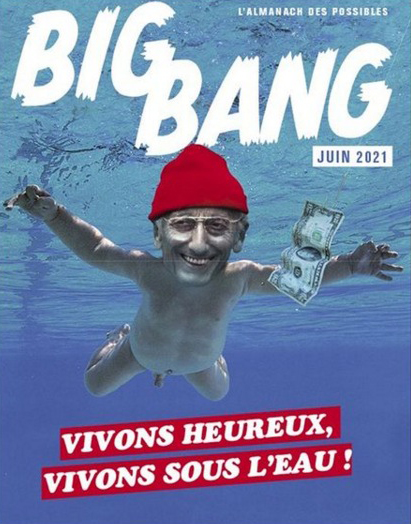 L'ALMANACH DES POSSIBLES
BIG
BANG
JUIN 2021
VIVONS HEUREUX,
VIVONS SOUS L'EAU !